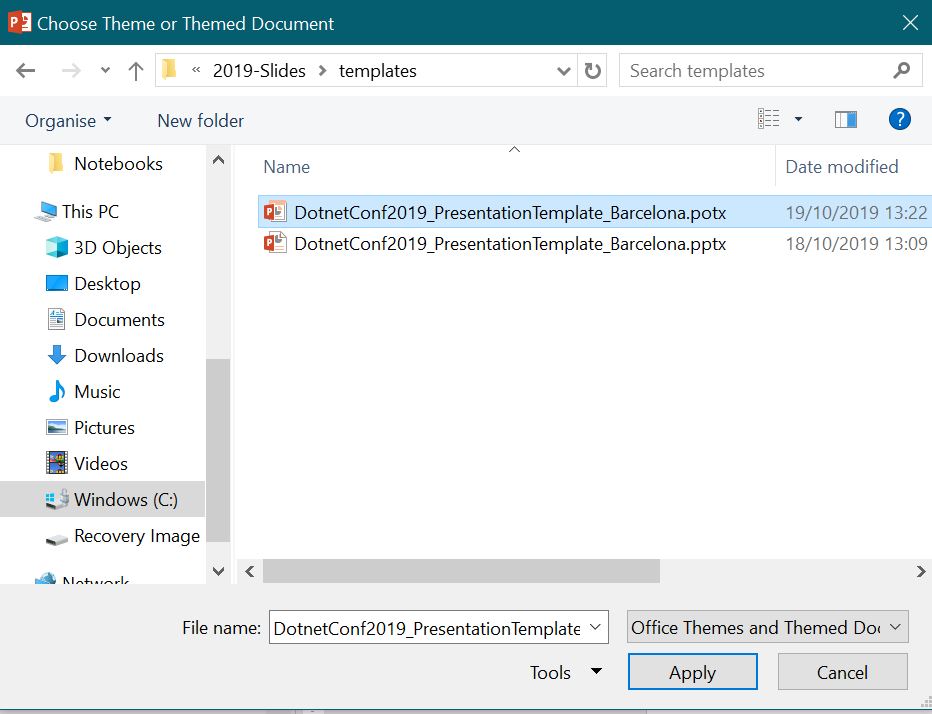 Choose Theme or Themed Document
« 2019-Slides > templates
Search templates
Organise
New folder
?
Name
Date modified
Notebooks
This PC
3D Objects
Desktop
Documents
Downloads
Music
Pictures
Videos
Windows (C:)
Recovery Image
Network
DotnetConf2019_PresentationTemplate_Barcelona.potx 19/10/2019 13:22
DotnetConf2019_PresentationTemplate_Barcelona.pptx 18/10/2019 13:09
File name: DotnetConf2019_PresentationTemplate
Office Themes and Themed Doc
Tools
Apply
Cancel